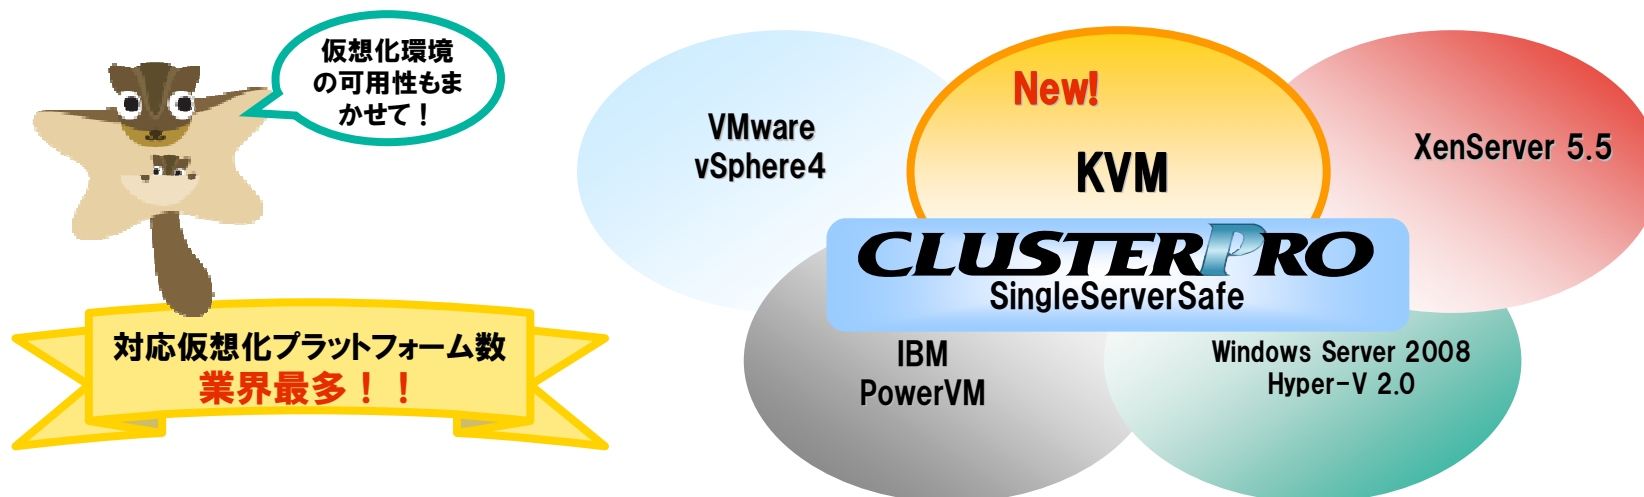 仮想化環境
の可用性もま
かせて！
対応仮想化プラットフォーム数
業界最多！！
VMware
vSphere4
New!
KVM
XenServer 5.5
CLUSTERPRO
SingleServerSafe
IBM
PowerVM
Windows Server 2008
Hyper-V 2.0